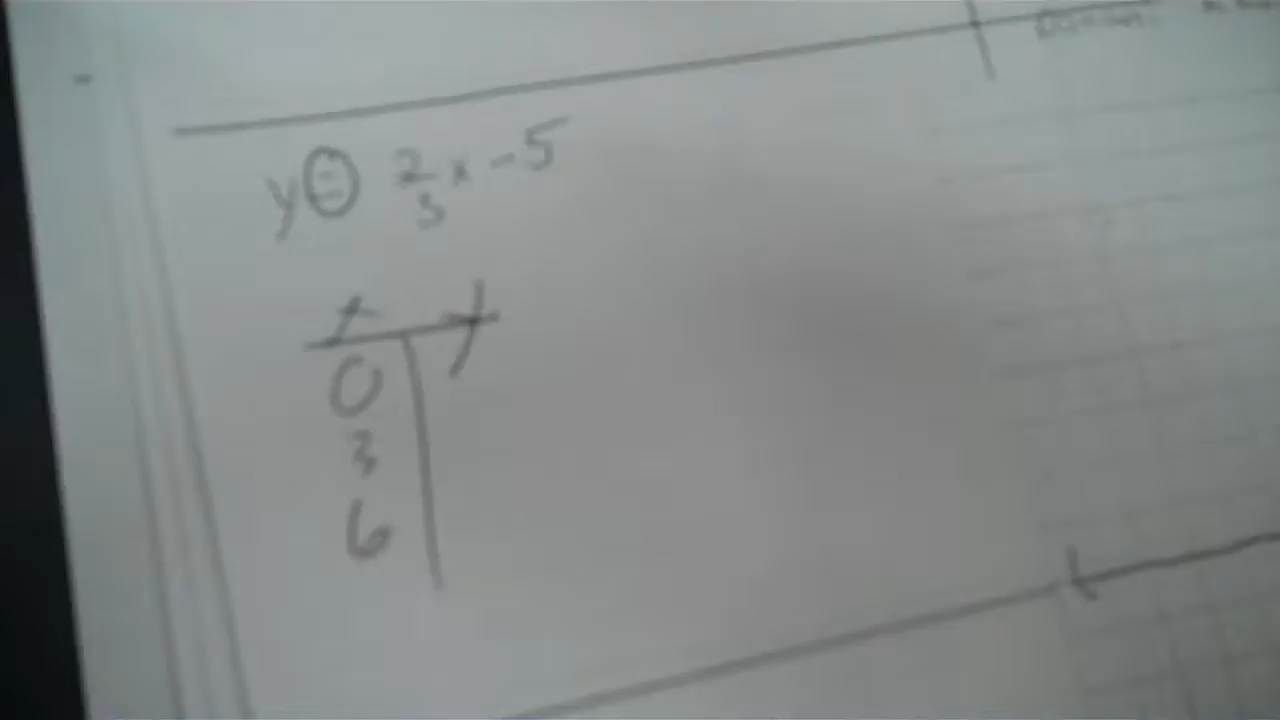 y = 2/3 x - 5
x y
0
3
6